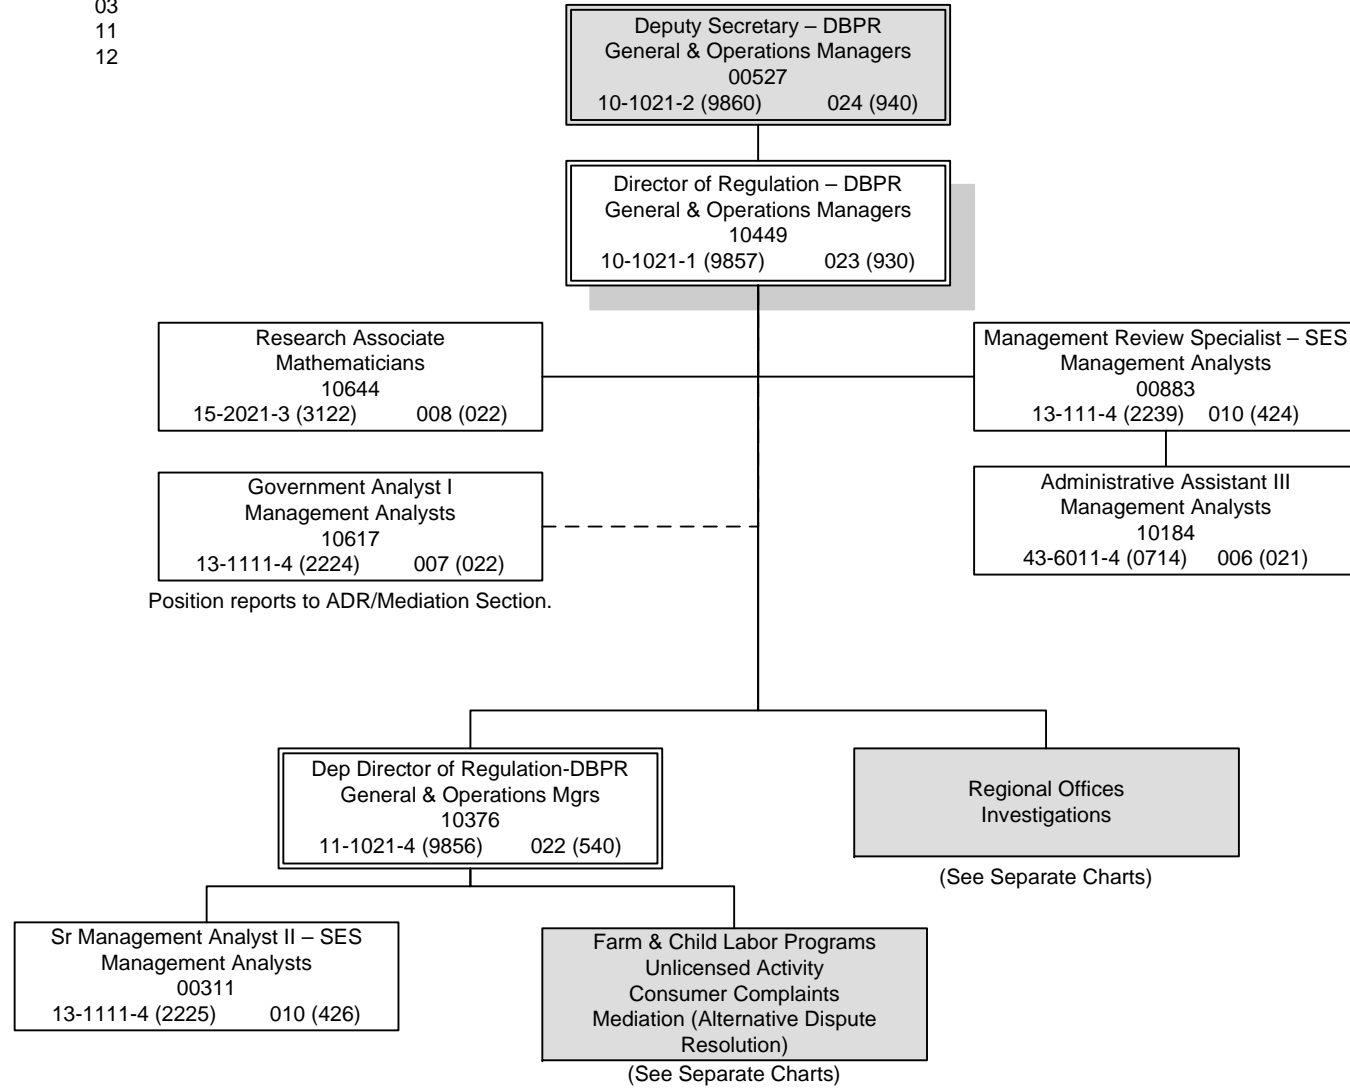 03
11
12
Deputy Secretary – DBPR
General & Operations Managers
00527
10-1021-2 (9860) 024 (940)
Director of Regulation – DBPR
General & Operations Managers
10449
10-1021-1 (9857) 023 (930)
Research Associate
Mathematicians
10644
15-2021-3 (3122) 008 (022)
Management Review Specialist – SES
Management Analysts
00883
13-111-4 (2239) 010 (424)
Government Analyst I
Management Analysts
10617
13-1111-4 (2224) 007 (022)
Position reports to ADR/Mediation Section.
Administrative Assistant III
Management Analysts
10184
43-6011-4 (0714) 006 (021)
Dep Director of Regulation-DBPR
General & Operations Mgrs
10376
11-1021-4 (9856) 022 (540)
Regional Offices
Investigations
(See Separate Charts)
Sr Management Analyst II – SES
Management Analysts
00311
13-1111-4 (2225) 010 (426)
Farm & Child Labor Programs
Unlicensed Activity
Consumer Complaints
Mediation (Alternative Dispute
Resolution)
(See Separate Charts)